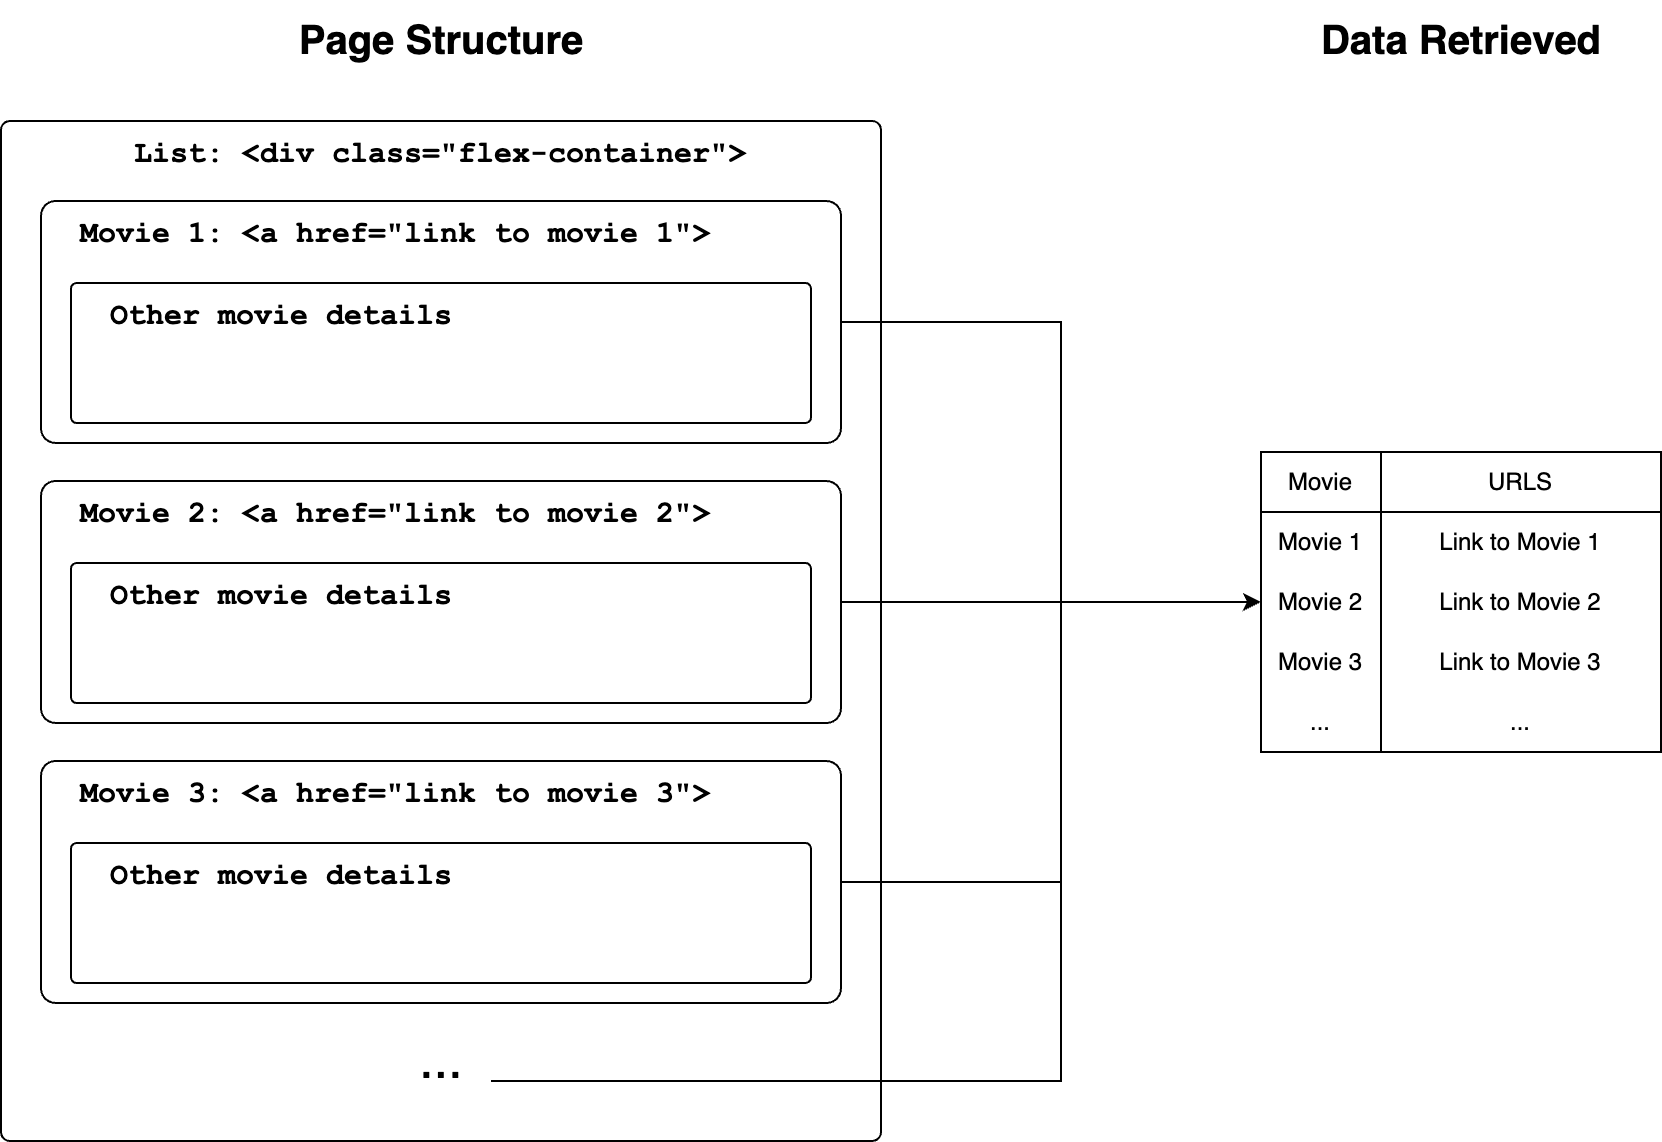 Page Structure
Data Retrieved
List: <div class="flex-container">
Movie 1: <a href="link to movie 1">
Other movie details
Movie 2: <a href="link to movie 2">
Other movie details
Movie 3: <a href="link to movie 3">
Other movie details
...
Movie URLS
Movie 1 Link to Movie 1
Movie 2 Link to Movie 2
Movie 3 Link to Movie 3
... ...